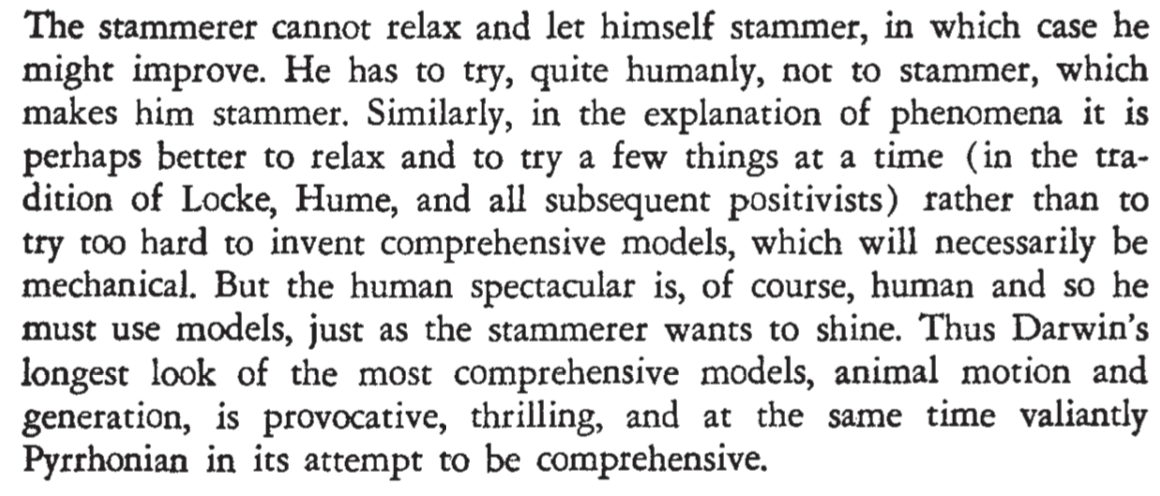 The stammerer cannot relax and let himself stammer, in which case he
might improve. He has to try, quite humanly, not to stammer, which
makes him stammer. Similarly, in the explanation of phenomena it is
perhaps better to relax and to try a few things at a time (in the tra-
dition of Locke, Hume, and all subsequent positivists) rather than to
try too hard to invent comprehensive models, which will necessarily be
mechanical. But the human spectacular is, of course, human and so he
must use models, just as the stammerer wants to shine. Thus Darwin's
longest look of the most comprehensive models, animal motion and
generation, is provocative, thrilling, and at the same time valiantly
Pyrrhonian in its attempt to be comprehensive.